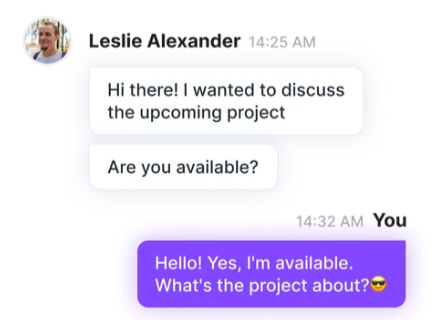 Leslie Alexander 14:25 AM
Hi there! I wanted to discuss
the upcoming project
Are you available?
14:32 AM You
Hello! Yes, I'm available.
What's the project about?😎